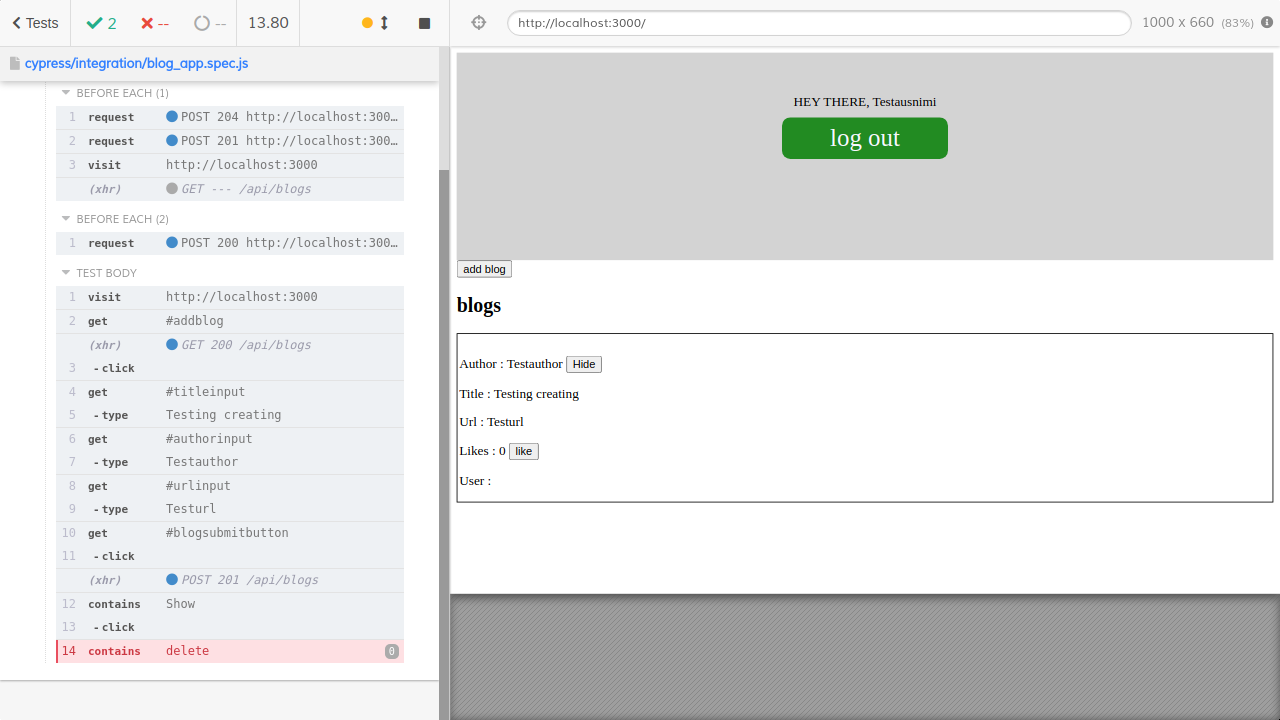 Tests 2 -- -- 13.80
cypress/integration/blog_app.spec.js
BEFORE EACH (1)
1 request POST 204 http://localhost:300…
2 request POST 201 http://localhost:300…
3 visit http://localhost:3000
(xhr) GET --- /api/blogs
BEFORE EACH (2)
1 request POST 200 http://localhost:300…
TEST BODY
1 visit http://localhost:3000
2 get #addblog
(xhr) GET 200 /api/blogs
3 - click
4 get #titleinput
5 - type Testing creating
6 get #authorinput
7 - type Testauthor
8 get #urlinput
9 - type Testurl
10 get #blogsubmitbutton
11 - click
(xhr) POST 201 /api/blogs
12 contains Show
13 - click
14 contains delete 0
http://localhost:3000/ 1000 x 660 (83%)
HEY THERE, Testausnimi
log out
add blog
blogs
Author : Testauthor Hide
Title : Testing creating
Url : Testurl
Likes : 0 like
User :